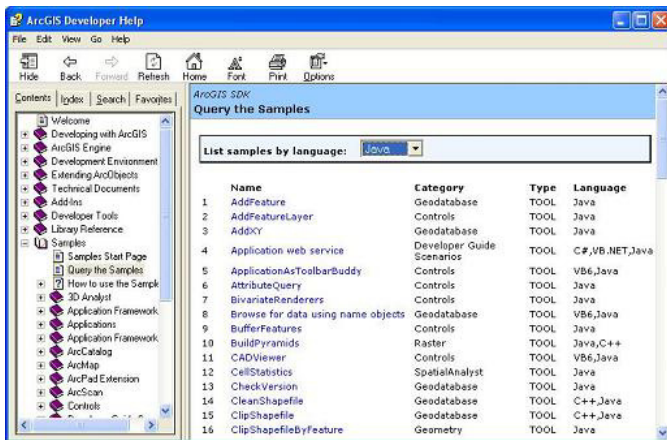 ArcGIS Developer Help
File Edit View Go Help
Hide Back Forward Refresh Home Font Print Options
Contents Index Search Favorites
Welcome
Developing with ArcGIS
ArcGIS Engine
Development Environment
Extending ArcObjects
Technical Documents
Add-Ins
Developer Tools
Library Reference
Samples
Samples Start Page
Query the Samples
How to use the Sample
3D Analyst
Application Framework
Applications
Application Framework
ArcCatalog
ArcMap
ArcPad Extension
ArcScan
Controls
ArcGIS SDK
Query the Samples
List samples by language: Java
Name Category Type Language
1 AddFeature Geodatabase TOOL Java
2 AddFeatureLayer Controls TOOL Java
3 AddXY Geodatabase TOOL Java
4 Application web service Developer Guide Scenarios TOOL C#,VB.NET,Java
5 ApplicationAsToolbarBuddy Controls TOOL VB6,Java
6 AttributeQuery Controls TOOL Java
7 BivariateRenderers Controls TOOL Java
8 Browse for data using name objects Geodatabase TOOL VB6,Java
9 BufferFeatures Controls TOOL Java
10 BuildPyramids Raster TOOL Java,C++
11 CADViewer Controls TOOL VB6,Java
12 CellStatistics SpatialAnalyst TOOL Java
13 CheckVersion Geodatabase TOOL Java
14 CleanShapefile Geodatabase TOOL C++,Java
15 ClipShapefile Geodatabase TOOL C++,Java
16 ClipShapefileByFeature Geometry TOOL Java